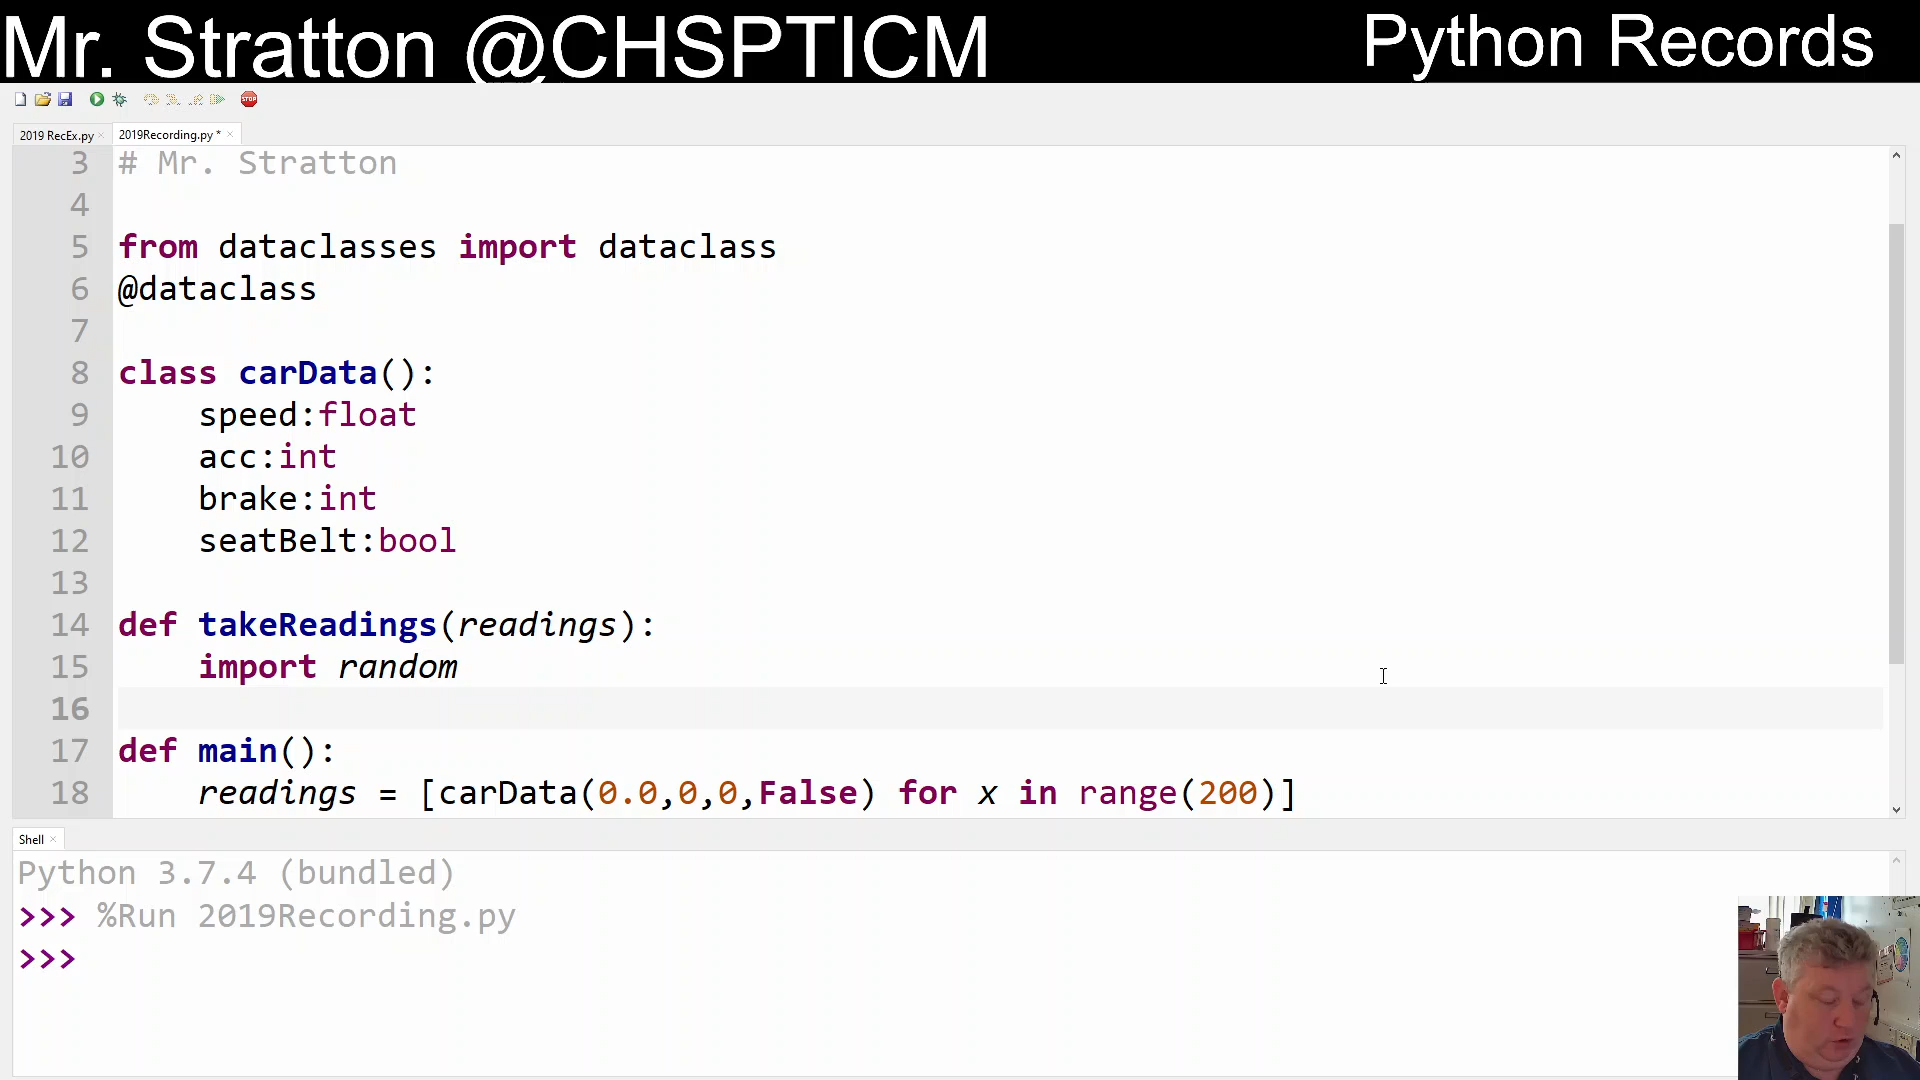 Mr. Stratton @CHSPTICM
Python Records
STOP
2019 RecEx.py
2019Recording.py *
3 # Mr. Stratton
4
5 from dataclasses import dataclass
6 @dataclass
7
8 class carData():
9     speed:float
10     acc:int
11     brake:int
12     seatBelt:bool
13
14 def takeReadings(readings):
15     import random
16
17 def main():
18     readings = [carData(0.0,0,0,False) for x in range(200)]
Shell
Python 3.7.4 (bundled)
>>> %Run 2019Recording.py
>>>